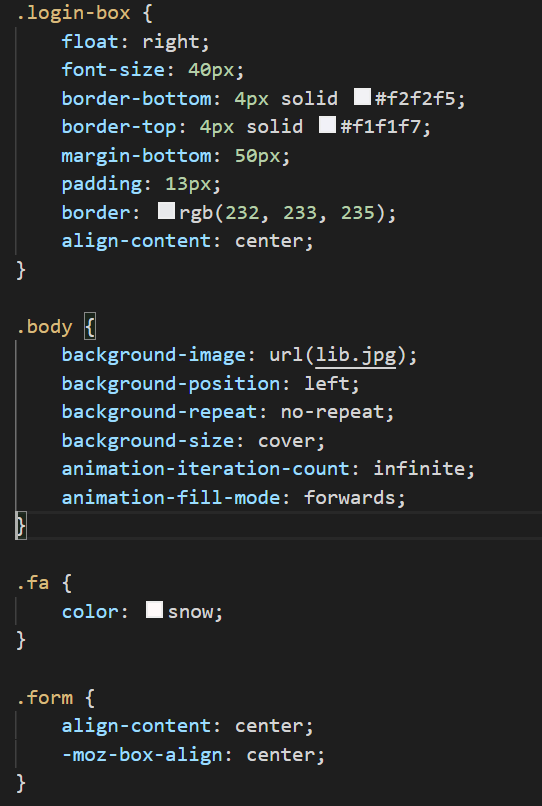 .login-box {
    float: right;
    font-size: 40px;
    border-bottom: 4px solid #f2f2f5;
    border-top: 4px solid #f1f1f7;
    margin-bottom: 50px;
    padding: 13px;
    border: rgb(232, 233, 235);
    align-content: center;
}

.body {
    background-image: url(lib.jpg);
    background-position: left;
    background-repeat: no-repeat;
    background-size: cover;
    animation-iteration-count: infinite;
    animation-fill-mode: forwards;
}

.fa {
    color: snow;
}

.form {
    align-content: center;
    -moz-box-align: center;
}